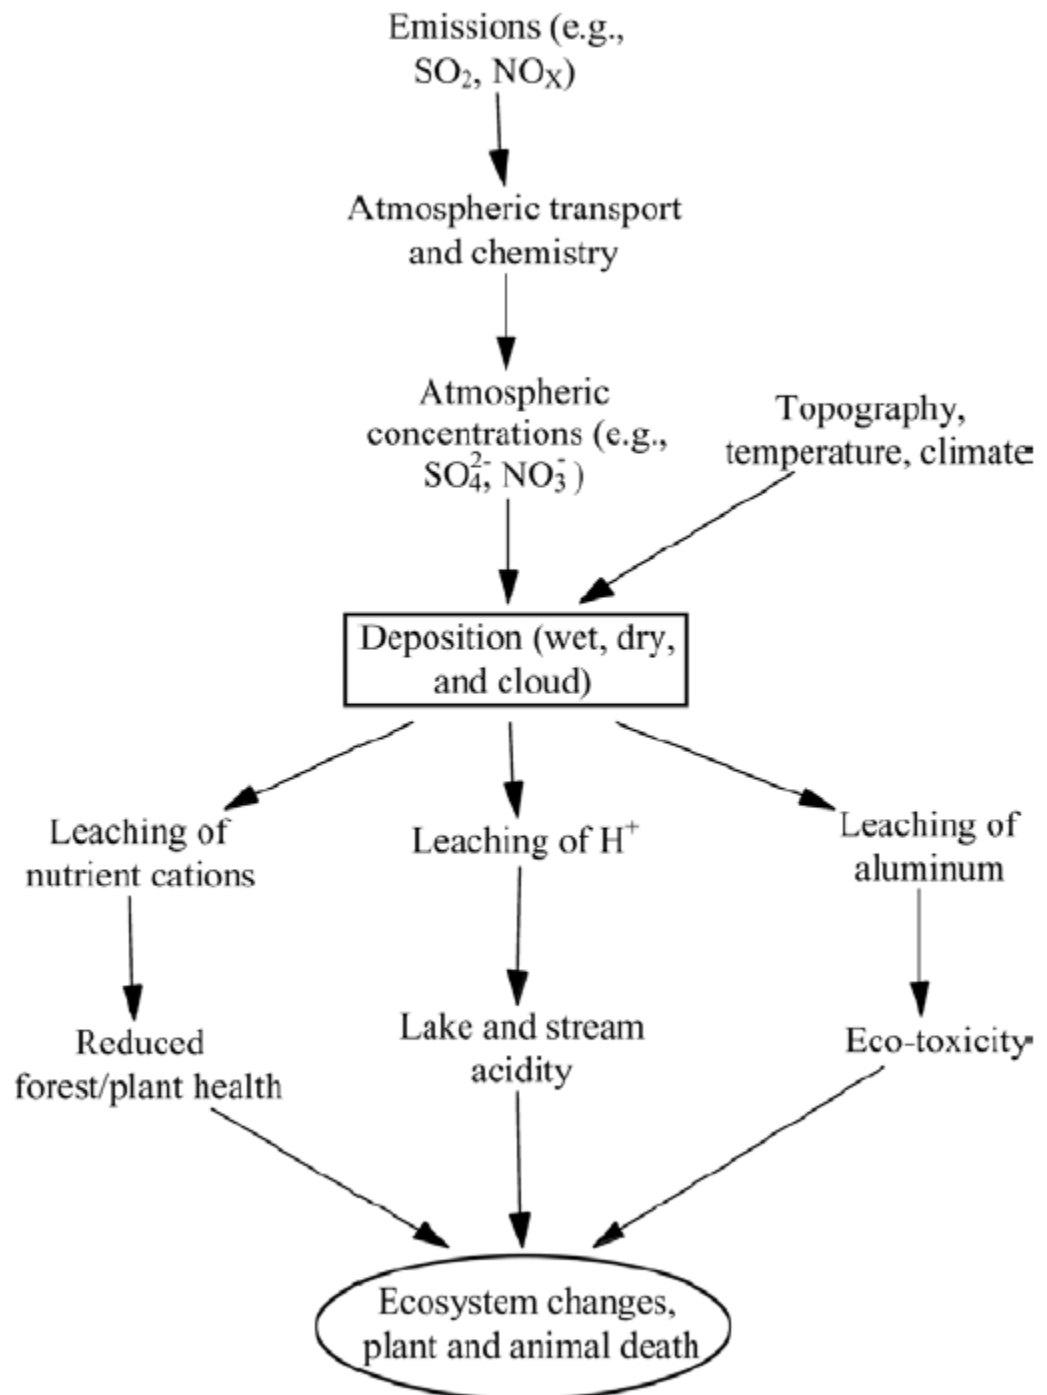 Emissions (e.g.,
SO₂, NOₓ)
Atmospheric transport
and chemistry
Atmospheric
concentrations (e.g.,
SO₄²⁻, NO₃⁻)
Topography,
temperature, climate
Deposition (wet, dry,
and cloud)
Leaching of
nutrient cations
Leaching of H⁺
Leaching of
aluminum
Reduced
forest/plant health
Lake and stream
acidity
Eco-toxicity
Ecosystem changes,
plant and animal death